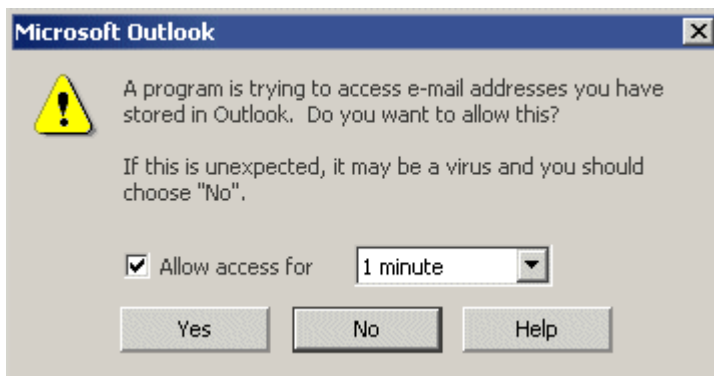 Microsoft Outlook
A program is trying to access e-mail addresses you have
stored in Outlook. Do you want to allow this?
If this is unexpected, it may be a virus and you should
choose "No".
Allow access for 1 minute
Yes No Help